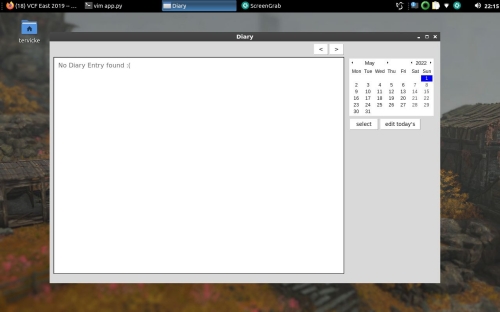 (18) VCF East 2019 – ...
vim app.py
Diary
ScreenGrab
22:15
tervicke
Diary
< >
No Diary Entry found :(
May 2022
Mon Tue Wed Thu Fri Sat Sun
1
2 3 4 5 6 7 8
9 10 11 12 13 14 15
16 17 18 19 20 21 22
23 24 25 26 27 28 29
30 31
select
edit today's